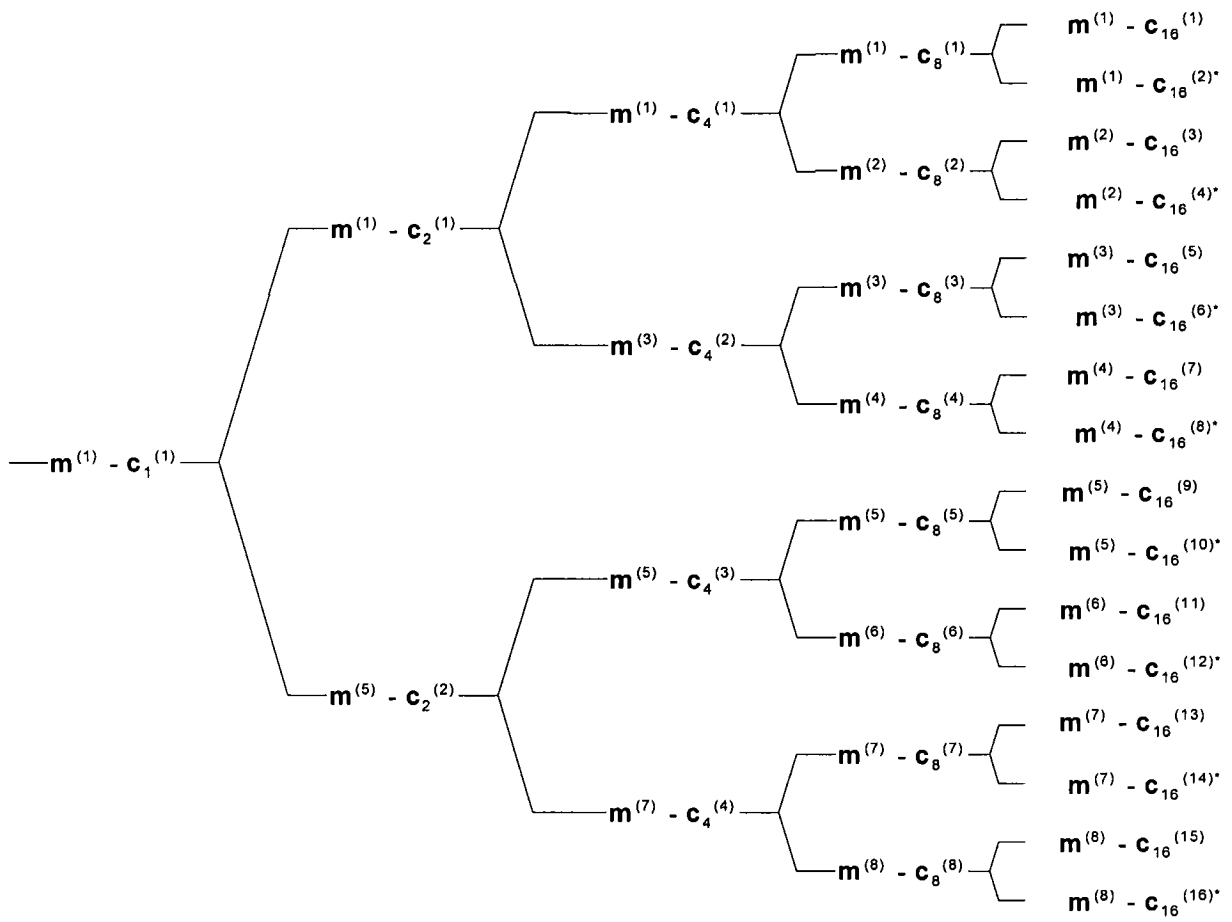 m(1) - c16(1)
m(1) - c8(1)
m(1) - c16(2)*
m(1) - c4(1)
m(2) - c16(3)
m(2) - c8(2)
m(2) - c16(4)*
m(1) - c2(1)
m(3) - c16(5)
m(3) - c8(3)
m(3) - c16(6)*
m(3) - c4(2)
m(4) - c16(7)
m(4) - c8(4)
m(4) - c16(8)*
m(1) - c1(1)
m(5) - c16(9)
m(5) - c8(5)
m(5) - c16(10)*
m(5) - c4(3)
m(6) - c16(11)
m(6) - c8(6)
m(6) - c16(12)*
m(5) - c2(2)
m(7) - c16(13)
m(7) - c8(7)
m(7) - c16(14)*
m(7) - c4(4)
m(8) - c16(15)
m(8) - c8(8)
m(8) - c16(16)*